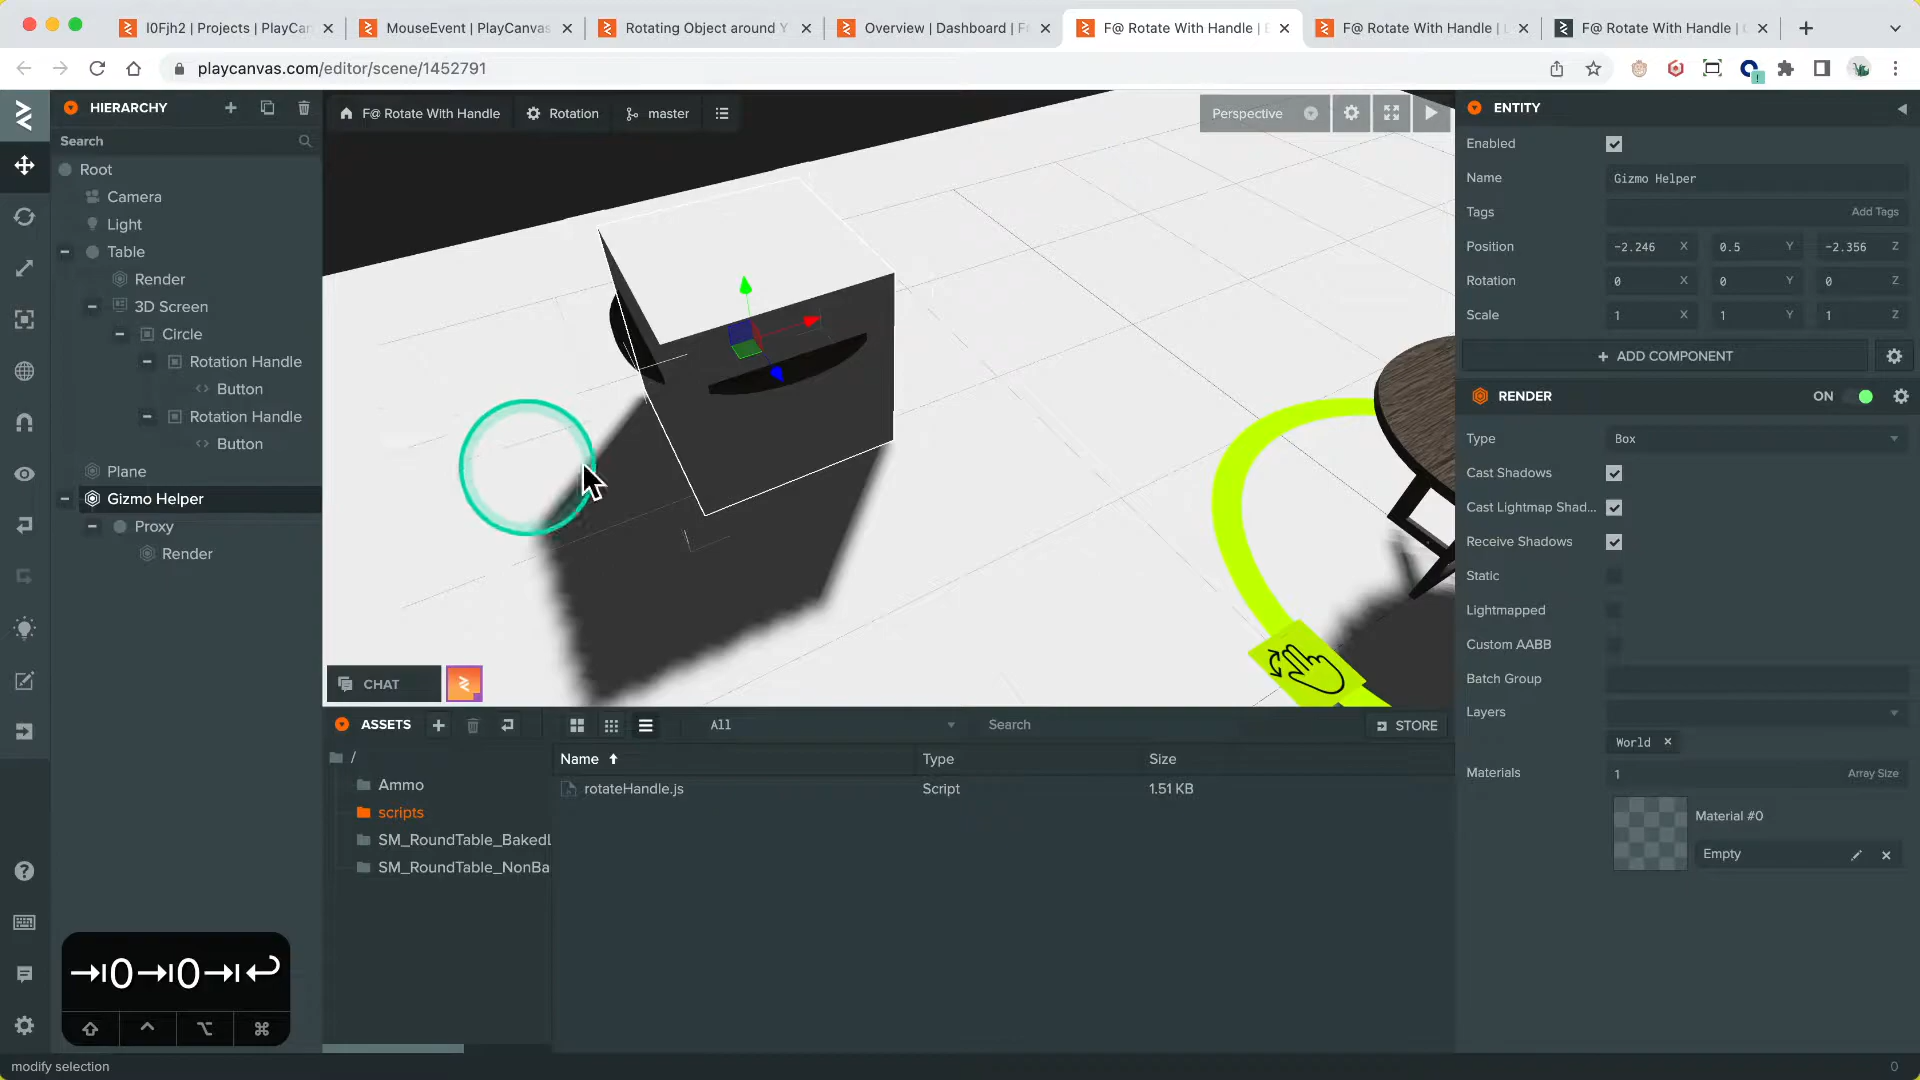 I0Fjh2 | Projects | PlayCan
MouseEvent | PlayCanvas
Rotating Object around Y
Overview | Dashboard | F
F@ Rotate With Handle | E
F@ Rotate With Handle | L
F@ Rotate With Handle | C
playcanvas.com/editor/scene/1452791
HIERARCHY
Search
Root
Camera
Light
Table
Render
3D Screen
Circle
Rotation Handle
Button
Rotation Handle
Button
Plane
Gizmo Helper
Proxy
Render
F@ Rotate With Handle
Rotation
master
Perspective
CHAT
ASSETS
All
Search
STORE
/
Ammo
scripts
SM_RoundTable_BakedL
SM_RoundTable_NonBa
Name
Type
Size
rotateHandle.js
Script
1.51 KB
ENTITY
Enabled
Name
Gizmo Helper
Tags
Add Tags
Position
-2.246 X
0.5 Y
-2.356 Z
Rotation
0 X
0 Y
0 Z
Scale
1 X
1 Y
1 Z
+ ADD COMPONENT
RENDER
ON
Type
Box
Cast Shadows
Cast Lightmap Shad...
Receive Shadows
Static
Lightmapped
Custom AABB
Batch Group
Layers
World
Materials
1
Array Size
Material #0
Empty
⇥0⇥0⇥↩
⇧ ⌃ ⌥ ⌘
modify selection
0